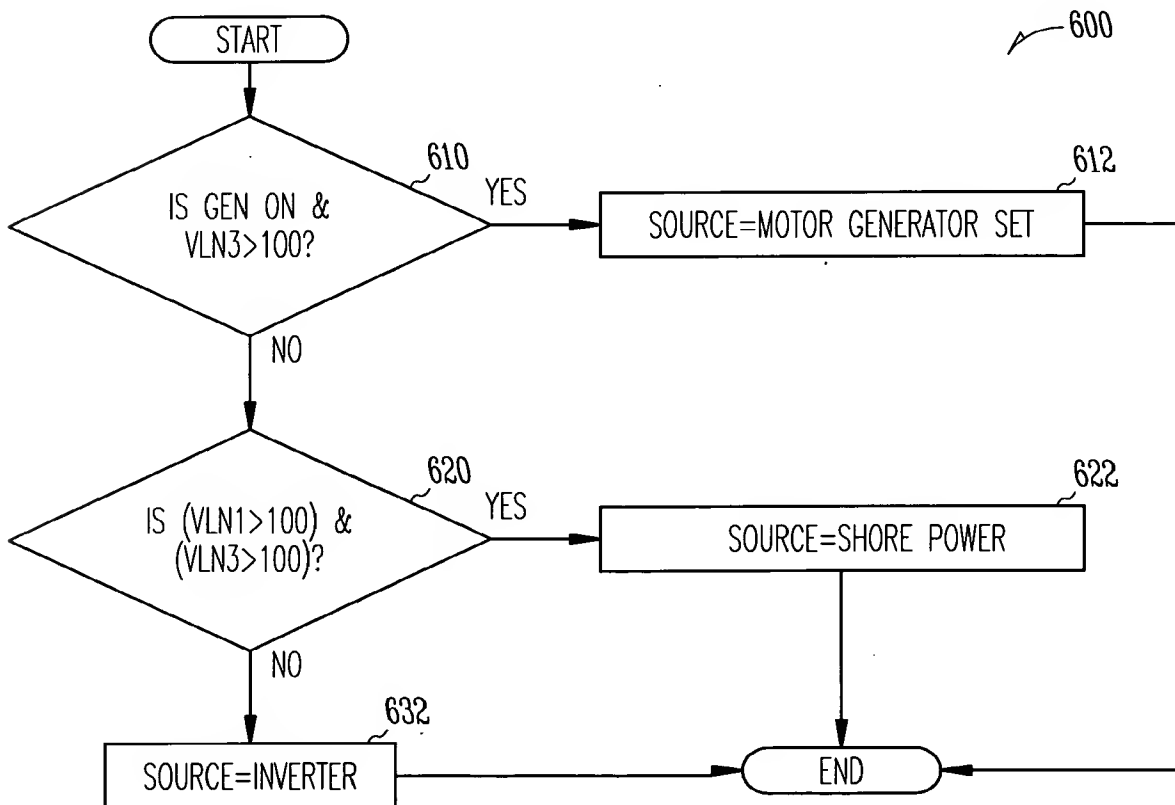 START
600
IS GEN ON &
VLN3>100?
610
YES
612
SOURCE=MOTOR GENERATOR SET
NO
IS (VLN1>100) &
(VLN3>100)?
620
YES
622
SOURCE=SHORE POWER
NO
632
SOURCE=INVERTER
END